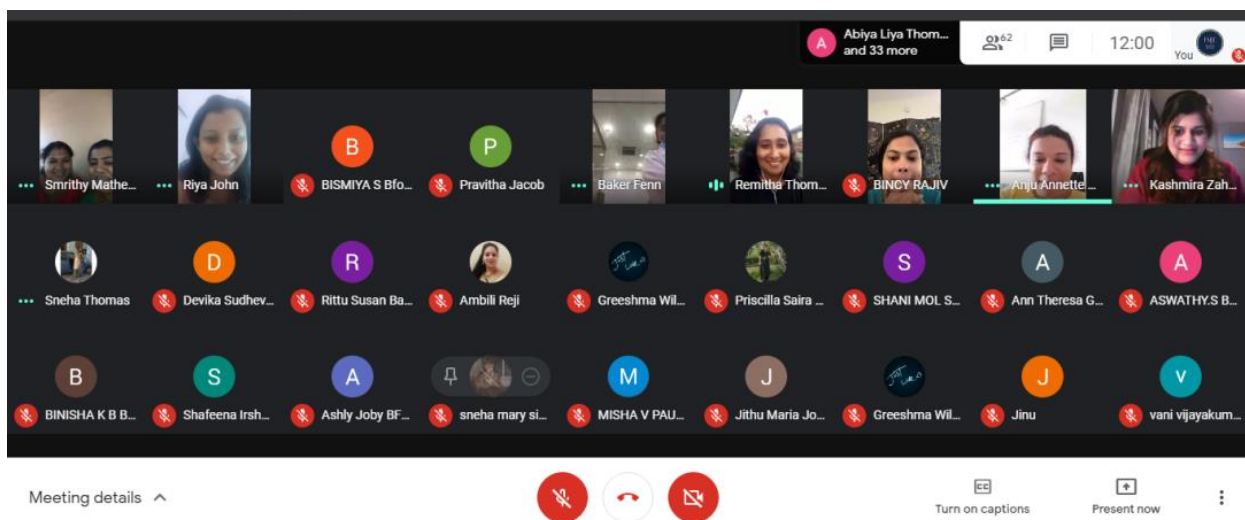 A
Abiya Liya Thom...
and 33 more
62
12:00
You
Smrithy Mathe...
Riya John
B
BISMIYA S Bfo...
P
Pravitha Jacob
Baker Fenn
Remitha Thom...
BINCY RAJIV
Anju Annette ...
Kashmira Zah...
Sneha Thomas
D
Devika Sudhev...
R
Rittu Susan Ba...
Ambili Reji
Greeshma Wil...
Priscilla Saira ...
S
SHANI MOL S...
A
Ann Theresa G...
A
ASWATHY.S B...
B
BINISHA K B B...
S
Shafeena Irsh...
A
Ashly Joby BF...
sneha mary si...
M
MISHA V PAU...
J
Jithu Maria Jo...
Greeshma Wil...
J
Jinu
v
vani vijayakum...
Meeting details
CC
Turn on captions
Present now